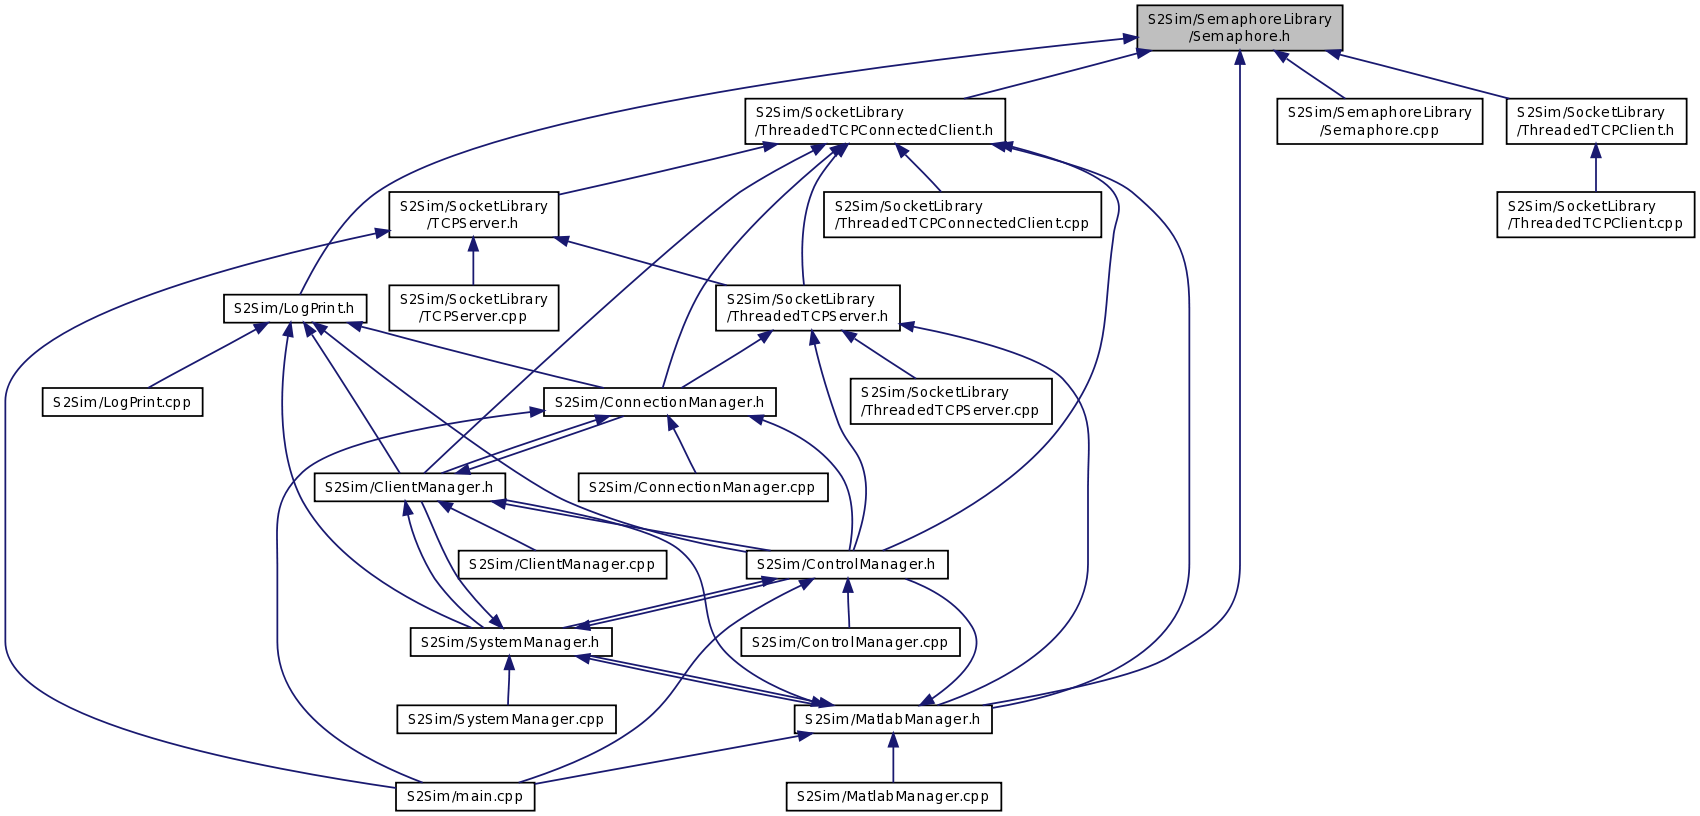 S2Sim/SemaphoreLibrary
/Semaphore.h
S2Sim/SocketLibrary
/ThreadedTCPConnectedClient.h
S2Sim/SemaphoreLibrary
/Semaphore.cpp
S2Sim/SocketLibrary
/ThreadedTCPClient.h
S2Sim/SocketLibrary
/TCPServer.h
S2Sim/SocketLibrary
/ThreadedTCPConnectedClient.cpp
S2Sim/SocketLibrary
/ThreadedTCPClient.cpp
S2Sim/LogPrint.h
S2Sim/SocketLibrary
/TCPServer.cpp
S2Sim/SocketLibrary
/ThreadedTCPServer.h
S2Sim/LogPrint.cpp
S2Sim/ConnectionManager.h
S2Sim/SocketLibrary
/ThreadedTCPServer.cpp
S2Sim/ClientManager.h
S2Sim/ConnectionManager.cpp
S2Sim/ClientManager.cpp
S2Sim/ControlManager.h
S2Sim/SystemManager.h
S2Sim/ControlManager.cpp
S2Sim/SystemManager.cpp
S2Sim/MatlabManager.h
S2Sim/main.cpp
S2Sim/MatlabManager.cpp